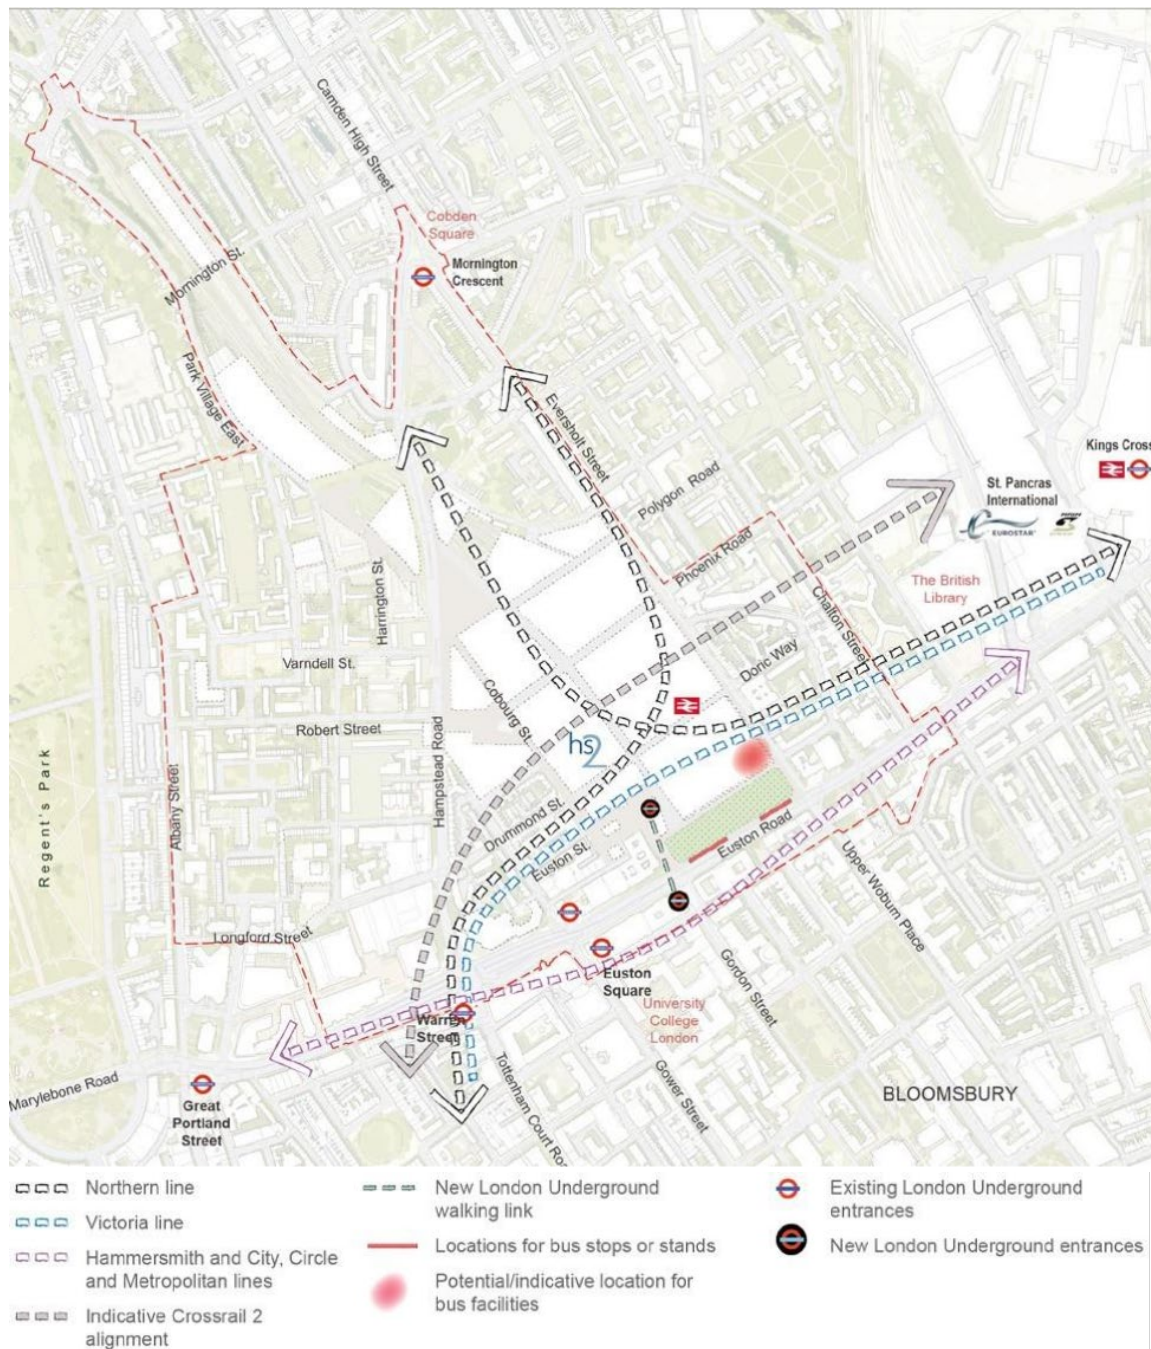 Camden High Street
Cobden
Square
Mornington
Crescent
Mornington St.
Park Village East
Eversholt Street
Kings Cross
St. Pancras
International
EUROSTAR
Polygon Road
Phoenix Road
The British
Library
Chalton Street
Harrington St.
Varndell St.
Doric Way
Cobourg St.
Robert Street
hs2
Hampstead Road
Regent's Park
Albany Street
Drummond St.
Euston St.
Euston Road
Upper Woburn Place
Longford Street
Euston
Square
Gordon Street
University
College
London
Warren
Street
Tottenham Court Roa
Gower Street
Marylebone Road
Great
Portland
Street
BLOOMSBURY
Northern line
Victoria line
Hammersmith and City, Circle
and Metropolitan lines
Indicative Crossrail 2
alignment
New London Underground
walking link
Locations for bus stops or stands
Potential/indicative location for
bus facilities
Existing London Underground
entrances
New London Underground entrances